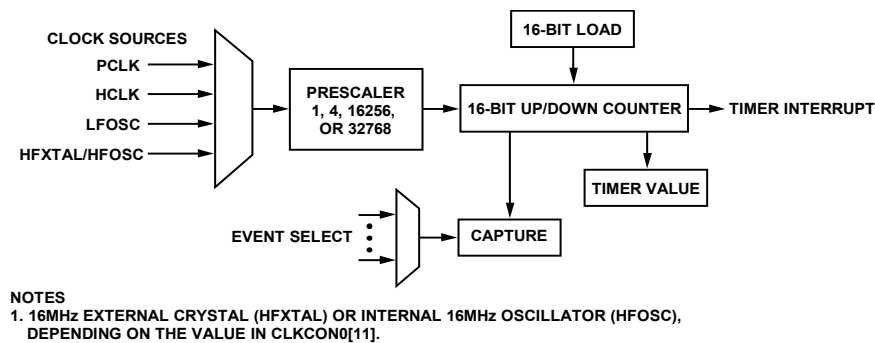 CLOCK SOURCES
PCLK
HCLK
LFOSC
HFXTAL/HFOSC
PRESCALER
1, 4, 16256,
OR 32768
16-BIT LOAD
16-BIT UP/DOWN COUNTER
TIMER INTERRUPT
TIMER VALUE
EVENT SELECT
CAPTURE
NOTES
1. 16MHz EXTERNAL CRYSTAL (HFXTAL) OR INTERNAL 16MHz OSCILLATOR (HFOSC),
DEPENDING ON THE VALUE IN CLKCON0[11].